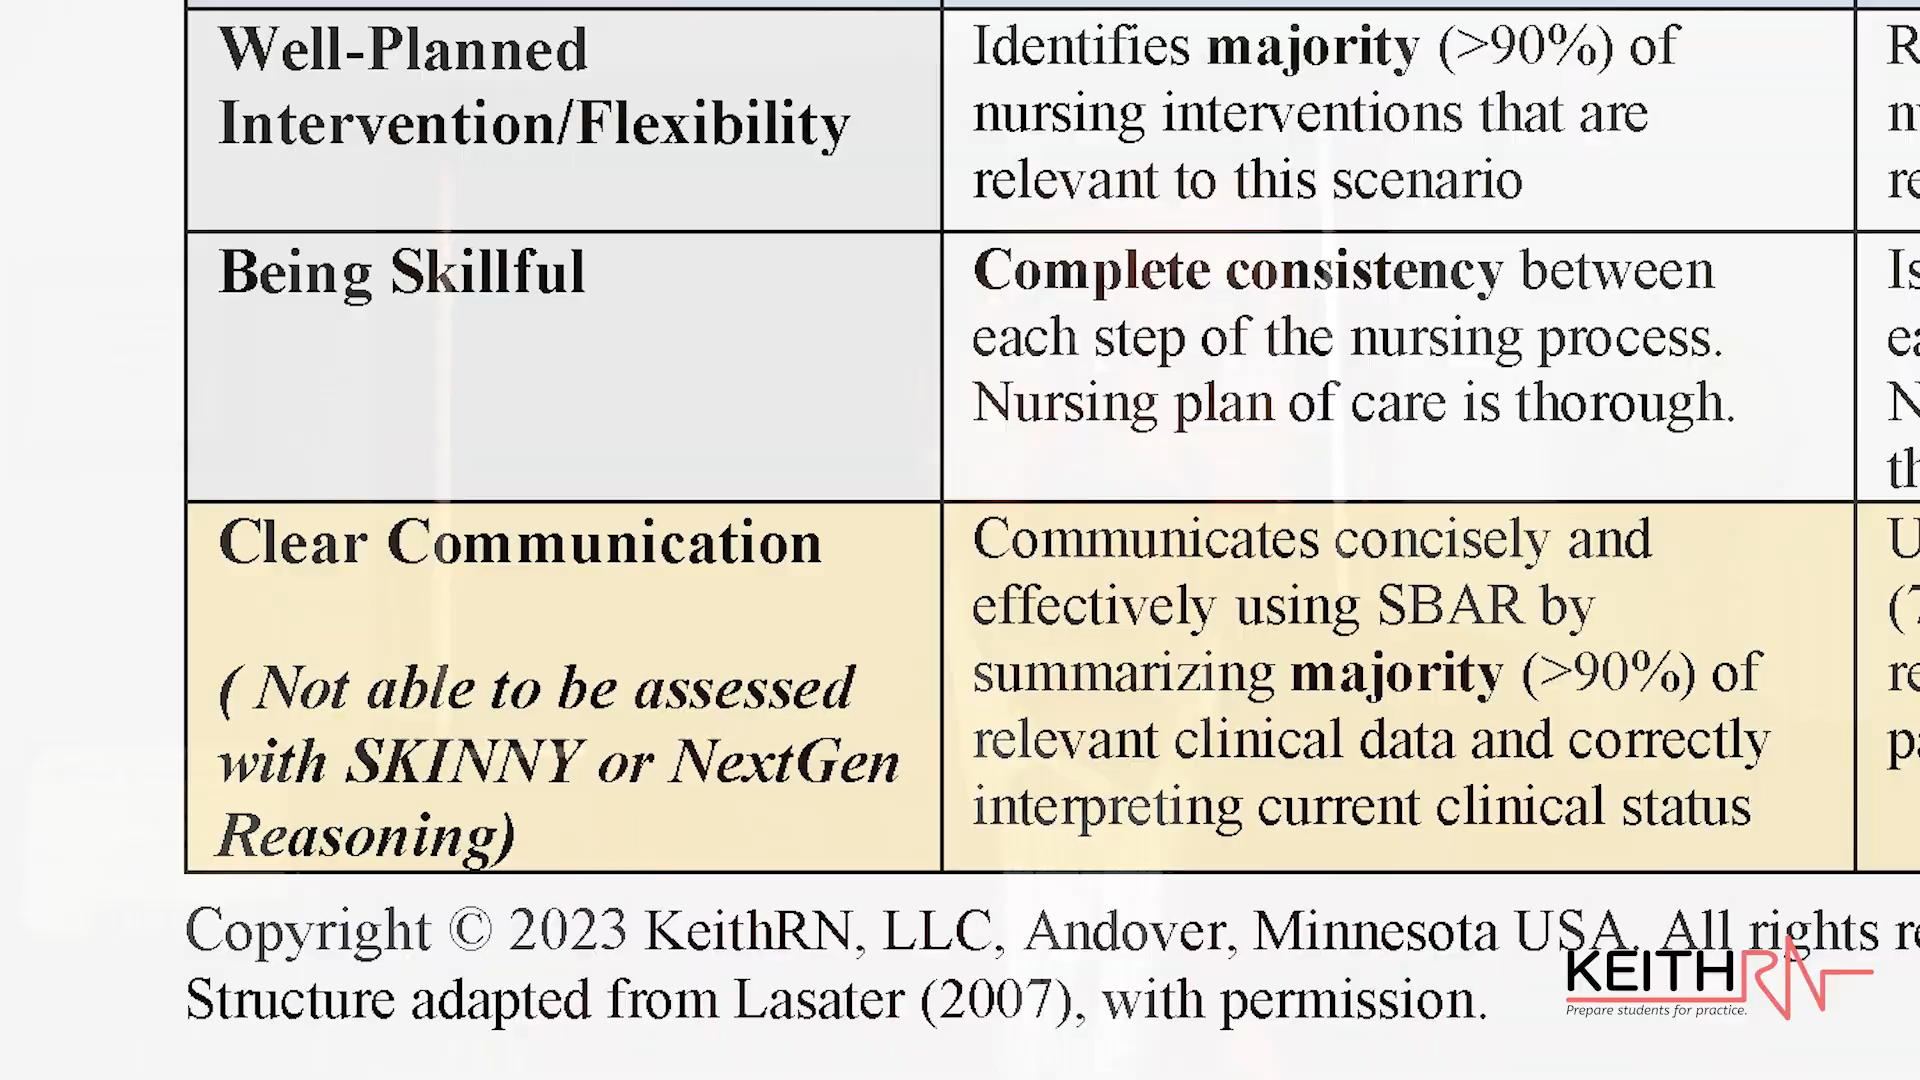 Well-Planned
Intervention/Flexibility
Identifies majority (>90%) of
nursing interventions that are
relevant to this scenario
Being Skillful
Complete consistency between
each step of the nursing process.
Nursing plan of care is thorough.
Clear Communication
( Not able to be assessed
with SKINNY or NextGen
Reasoning)
Communicates concisely and
effectively using SBAR by
summarizing majority (>90%) of
relevant clinical data and correctly
interpreting current clinical status
Copyright © 2023 KeithRN, LLC, Andover, Minnesota USA. All rights
Structure adapted from Lasater (2007), with permission.
KEITHRN
Prepare students for practice.